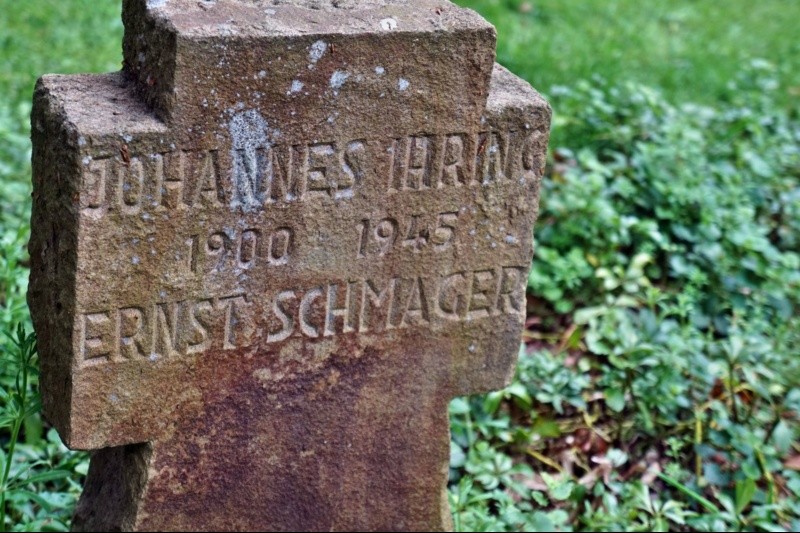 JOHANNES IHRING
1900 1945
ERNST SCHMAGER